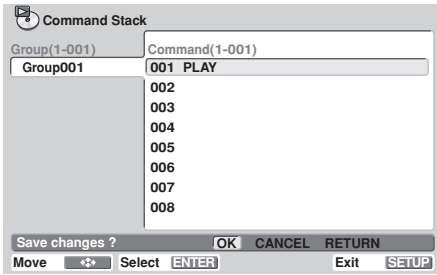 Command Stack
Group(1-001) Command(1-001)
Group001 001 PLAY
002
003
004
005
006
007
008
Save changes ? OK CANCEL RETURN
Move Select ENTER Exit SETUP